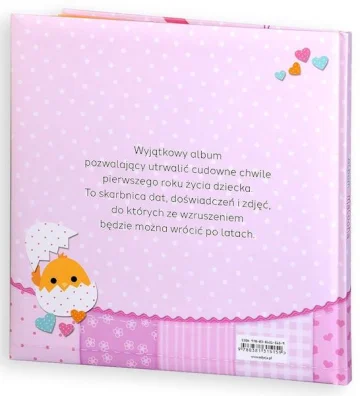 Wyjątkowy album
pozwalający utrwalić cudowne chwile
pierwszego roku życia dziecka.
To skarbnica dat, doświadczeń i zdjęć,
do których ze wzruszeniem
będzie można wrócić po latach.